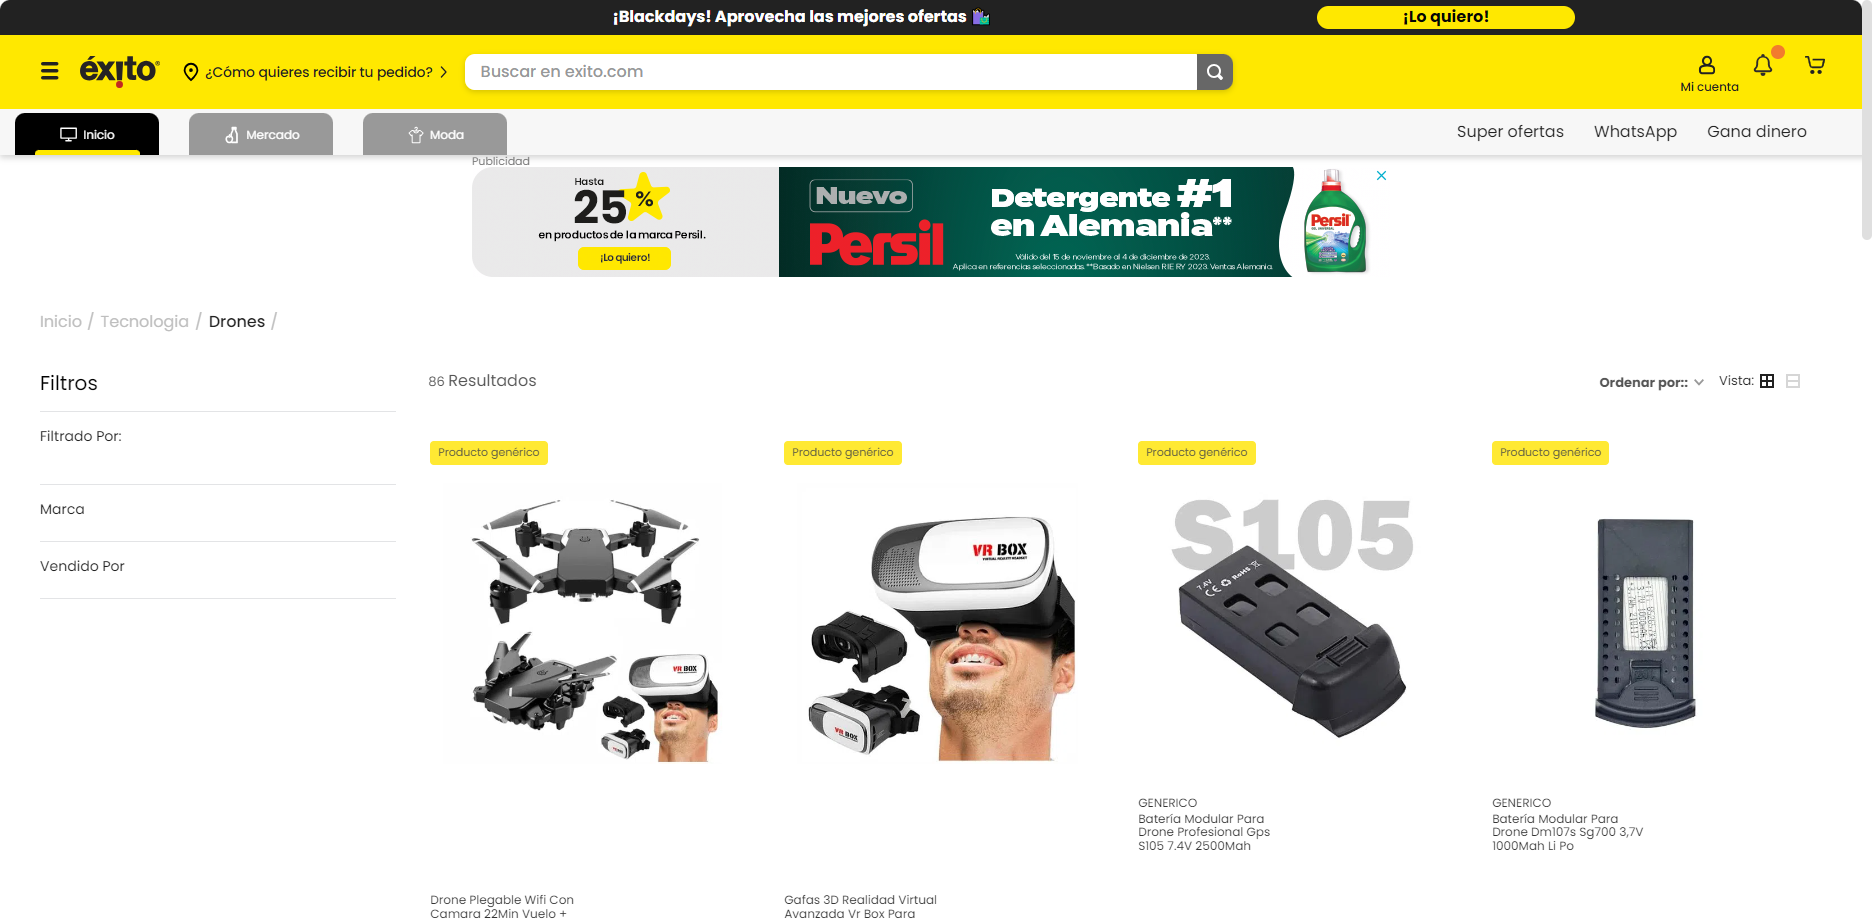 ¡Blackdays! Aprovecha las mejores ofertas
¡Lo quiero!
éxito
¿Cómo quieres recibir tu pedido?
Buscar en exito.com
Mi cuenta
Inicio
Mercado
Moda
Super ofertas
WhatsApp
Gana dinero
Publicidad
Hasta
25%
en productos de la marca Persil.
¡Lo quiero!
Nuevo
Persil
Detergente #1
en Alemania**
Válido del 15 de noviembre al 4 de diciembre de 2023.
Aplica en referencias seleccionadas. **Basado en Nielsen RIE RY 2023. Ventas Alemania.
Persil
Inicio / Tecnologia / Drones /
Filtros
86 Resultados
Ordenar por::
Vista:
Filtrado Por:
Marca
Vendido Por
Producto genérico
Producto genérico
Producto genérico
Producto genérico
VR BOX
VR BOX
VR BOX
S105
7.4V
CE RoHS
GENERICO
Batería Modular Para
Drone Profesional Gps
S105 7.4V 2500Mah
GENERICO
Batería Modular Para
Drone Dm107s Sg700 3,7V
1000Mah Li Po
Drone Plegable Wifi Con
Camara 22Min Vuelo +
Gafas 3D Realidad Virtual
Avanzada Vr Box Para